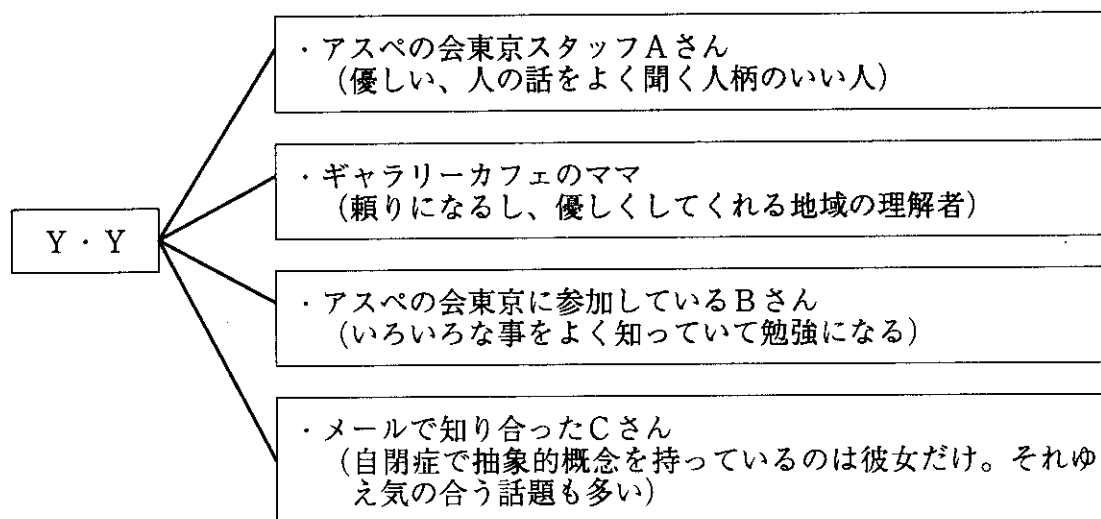 ・アスペの会東京スタッフAさん
（優しい、人の話をよく聞く人柄のいい人）
・ギャラリーカフェのママ
（頼りになるし、優しくしてくれる地域の理解者）
Y・Y
・アスペの会東京に参加しているBさん
（いろいろな事をよく知っていて勉強になる）
・メールで知り合ったCさん
（自閉症で抽象的概念を持っているのは彼女だけ。それゆ
え気の合う話題も多い）